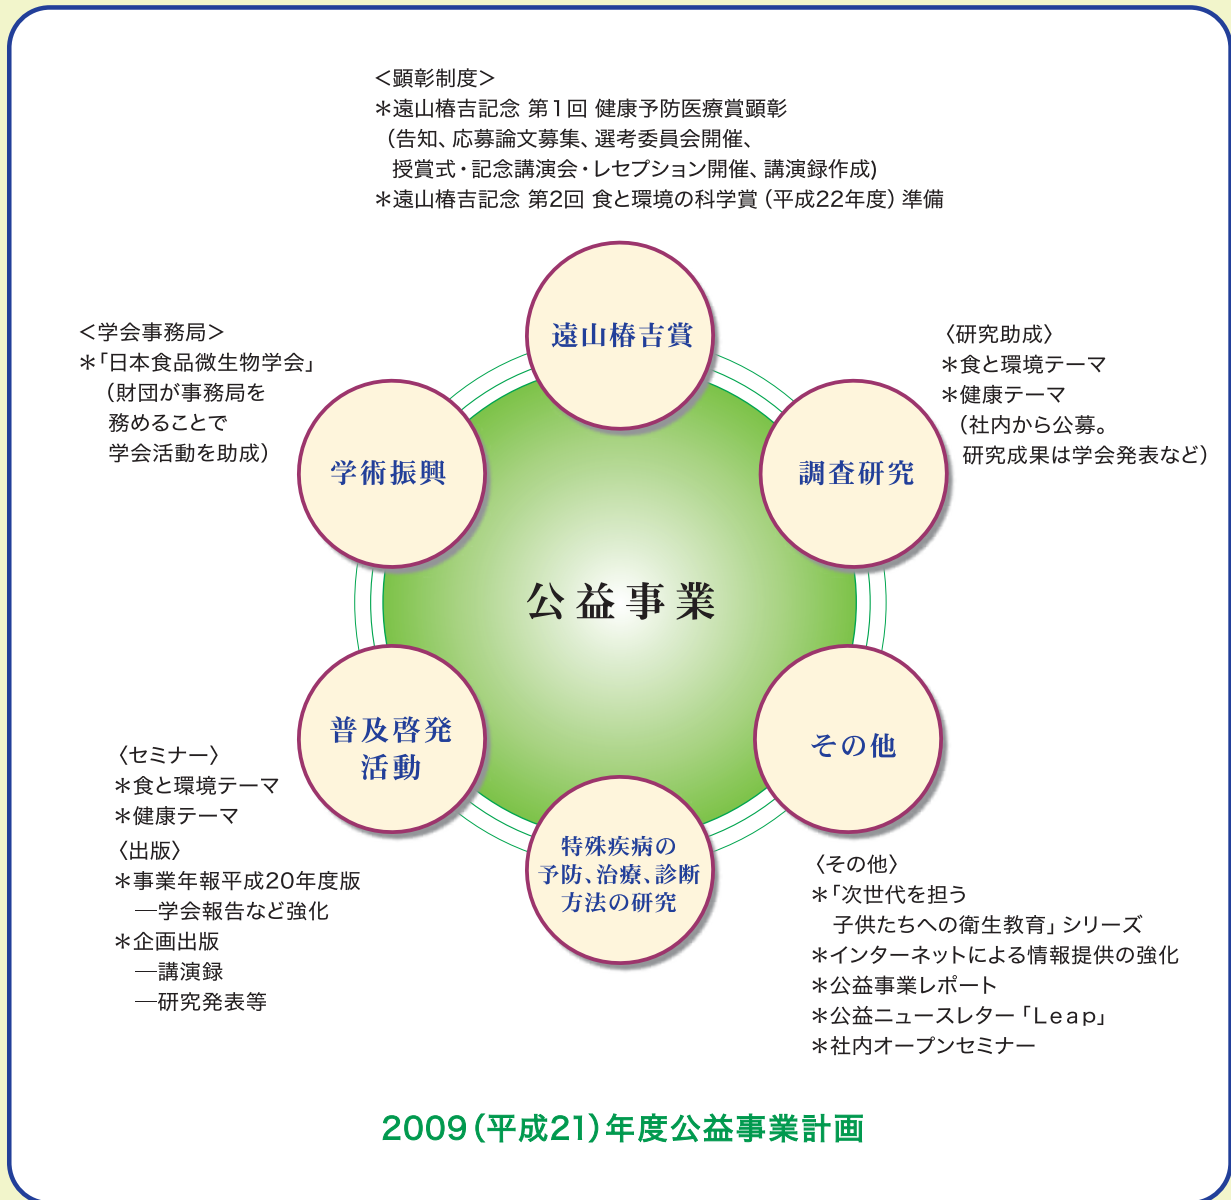 <顕彰制度>
＊遠山椿吉記念 第1回 健康予防医療賞顕彰
（告知、応募論文募集、選考委員会開催、
授賞式・記念講演会・レセプション開催、講演録作成)
＊遠山椿吉記念 第2回 食と環境の科学賞（平成22年度）準備
遠山椿吉賞
<学会事務局>
＊「日本食品微生物学会」
（財団が事務局を
務めることで
学会活動を助成）
学術振興
〈研究助成〉
＊食と環境テーマ
＊健康テーマ
（社内から公募。
研究成果は学会発表など）
調査研究
公益事業
普及啓発
活動
〈セミナー〉
＊食と環境テーマ
＊健康テーマ
〈出版〉
＊事業年報平成20年度版
―学会報告など強化
＊企画出版
―講演録
―研究発表等
特殊疾病の
予防、治療、診断
方法の研究
その他
〈その他〉
＊「次世代を担う
子供たちへの衛生教育」シリーズ
＊インターネットによる情報提供の強化
＊公益事業レポート
＊公益ニュースレター「Leap」
＊社内オープンセミナー
2009（平成21）年度公益事業計画